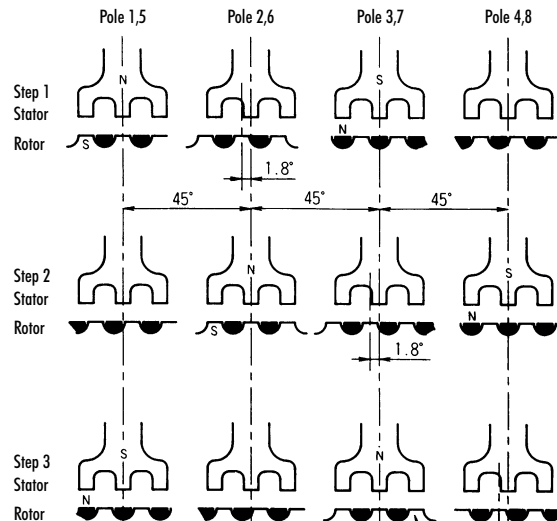 Pole 1,5 Pole 2,6 Pole 3,7 Pole 4,8
N S
Step 1
Stator
N
Rotor
S
1.8°
45° 45° 45°
N S
Step 2
Stator
N
Rotor
S
1.8°
S N
Step 3
Stator
N
Rotor